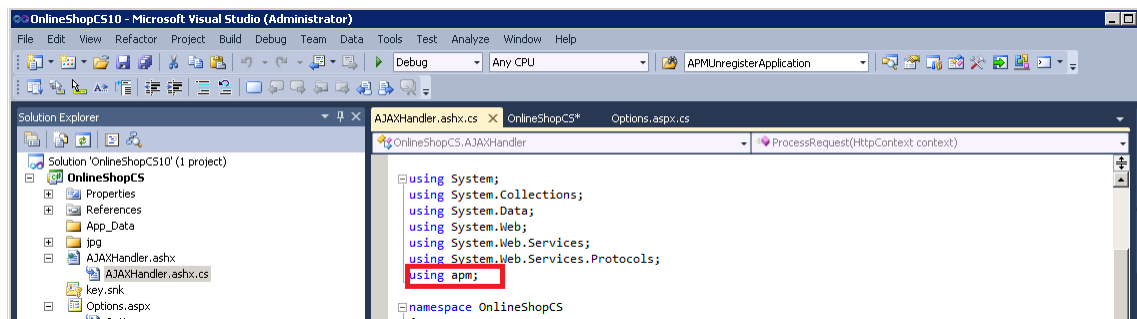 OnlineShopCS10 - Microsoft Visual Studio (Administrator)
File Edit View Refactor Project Build Debug Team Data Tools Test Analyze Window Help
Debug Any CPU APMUnregisterApplication
Solution Explorer
AJAXHandler.ashx.cs OnlineShopCS* Options.aspx.cs
OnlineShopCS.AJAXHandler ProcessRequest(HttpContext context)
Solution 'OnlineShopCS10' (1 project)
OnlineShopCS
Properties
References
App_Data
jpg
AJAXHandler.ashx
AJAXHandler.ashx.cs
key.snk
Options.aspx
using System;
using System.Collections;
using System.Data;
using System.Web;
using System.Web.Services;
using System.Web.Services.Protocols;
using apm;
namespace OnlineShopCS